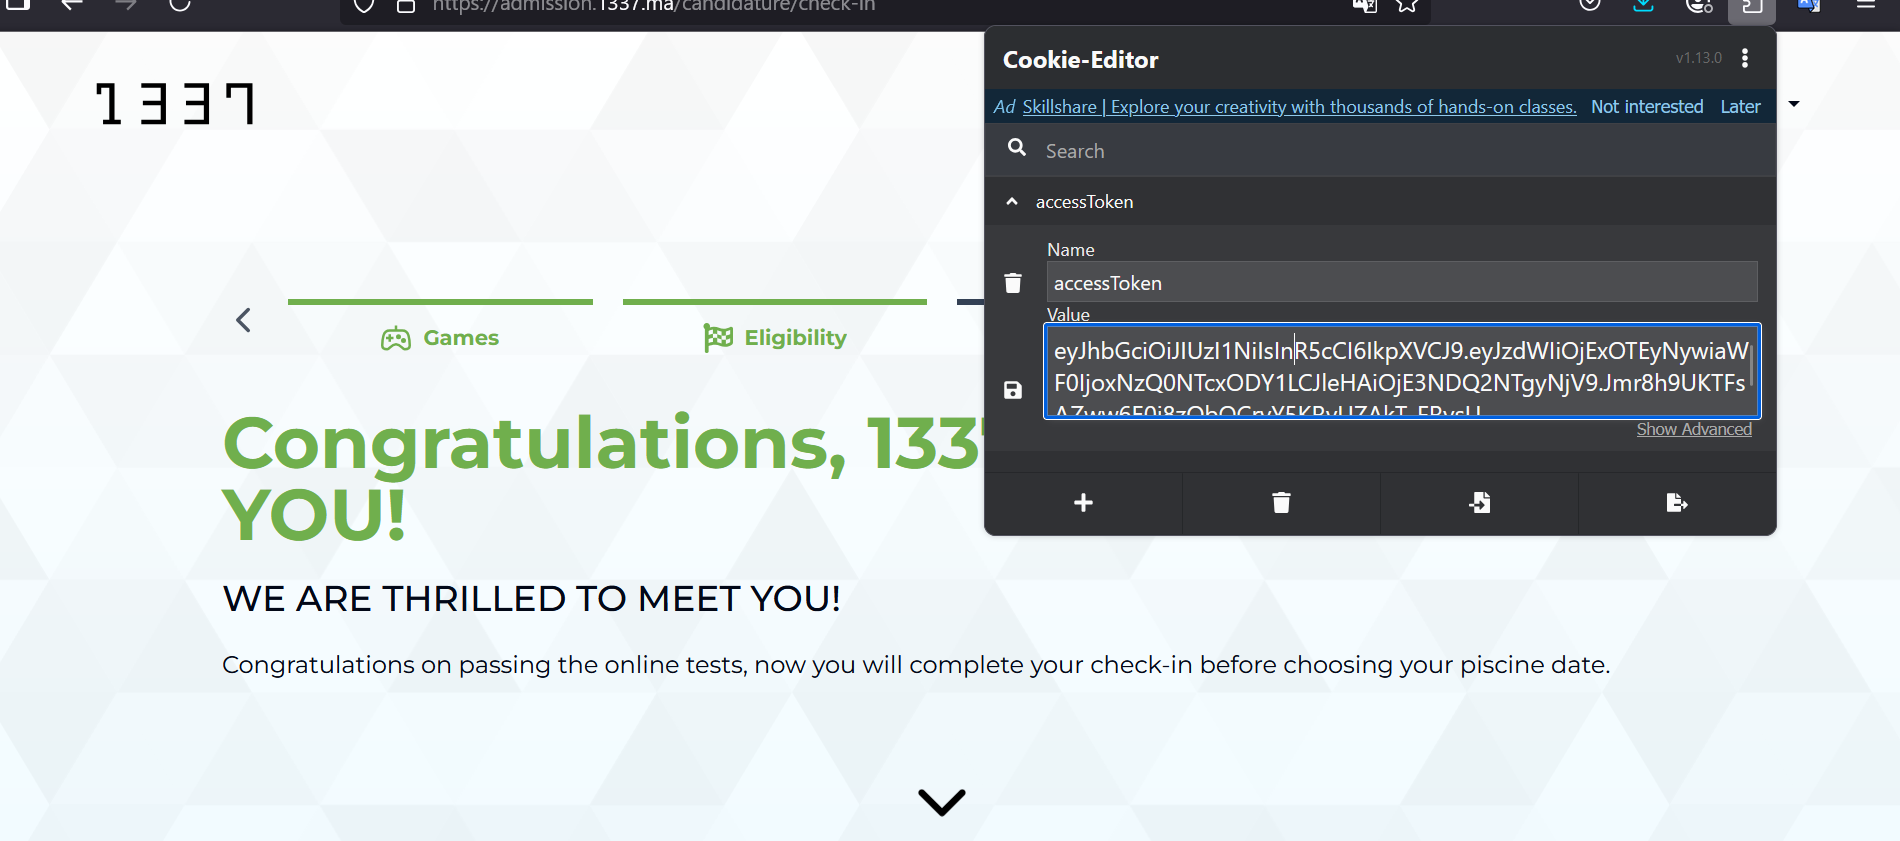 https://admission.1337.ma/candidature/check-in
1337
Games
Eligibility
Congratulations, 133
YOU!
WE ARE THRILLED TO MEET YOU!
Congratulations on passing the online tests, now you will complete your check-in before choosing your piscine date.
Cookie-Editor
v1.13.0
Ad Skillshare | Explore your creativity with thousands of hands-on classes. Not interested Later
Search
accessToken
Name
accessToken
Value
eyJhbGciOiJIUzI1NiIsInR5cCI6IkpXVCJ9.eyJzdWIiOjExOTEyNywiaW
F0IjoxNzQ0NTcxODY1LCJleHAiOjE3NDQ2NTgyNjV9.Jmr8h9UKTFs
Show Advanced